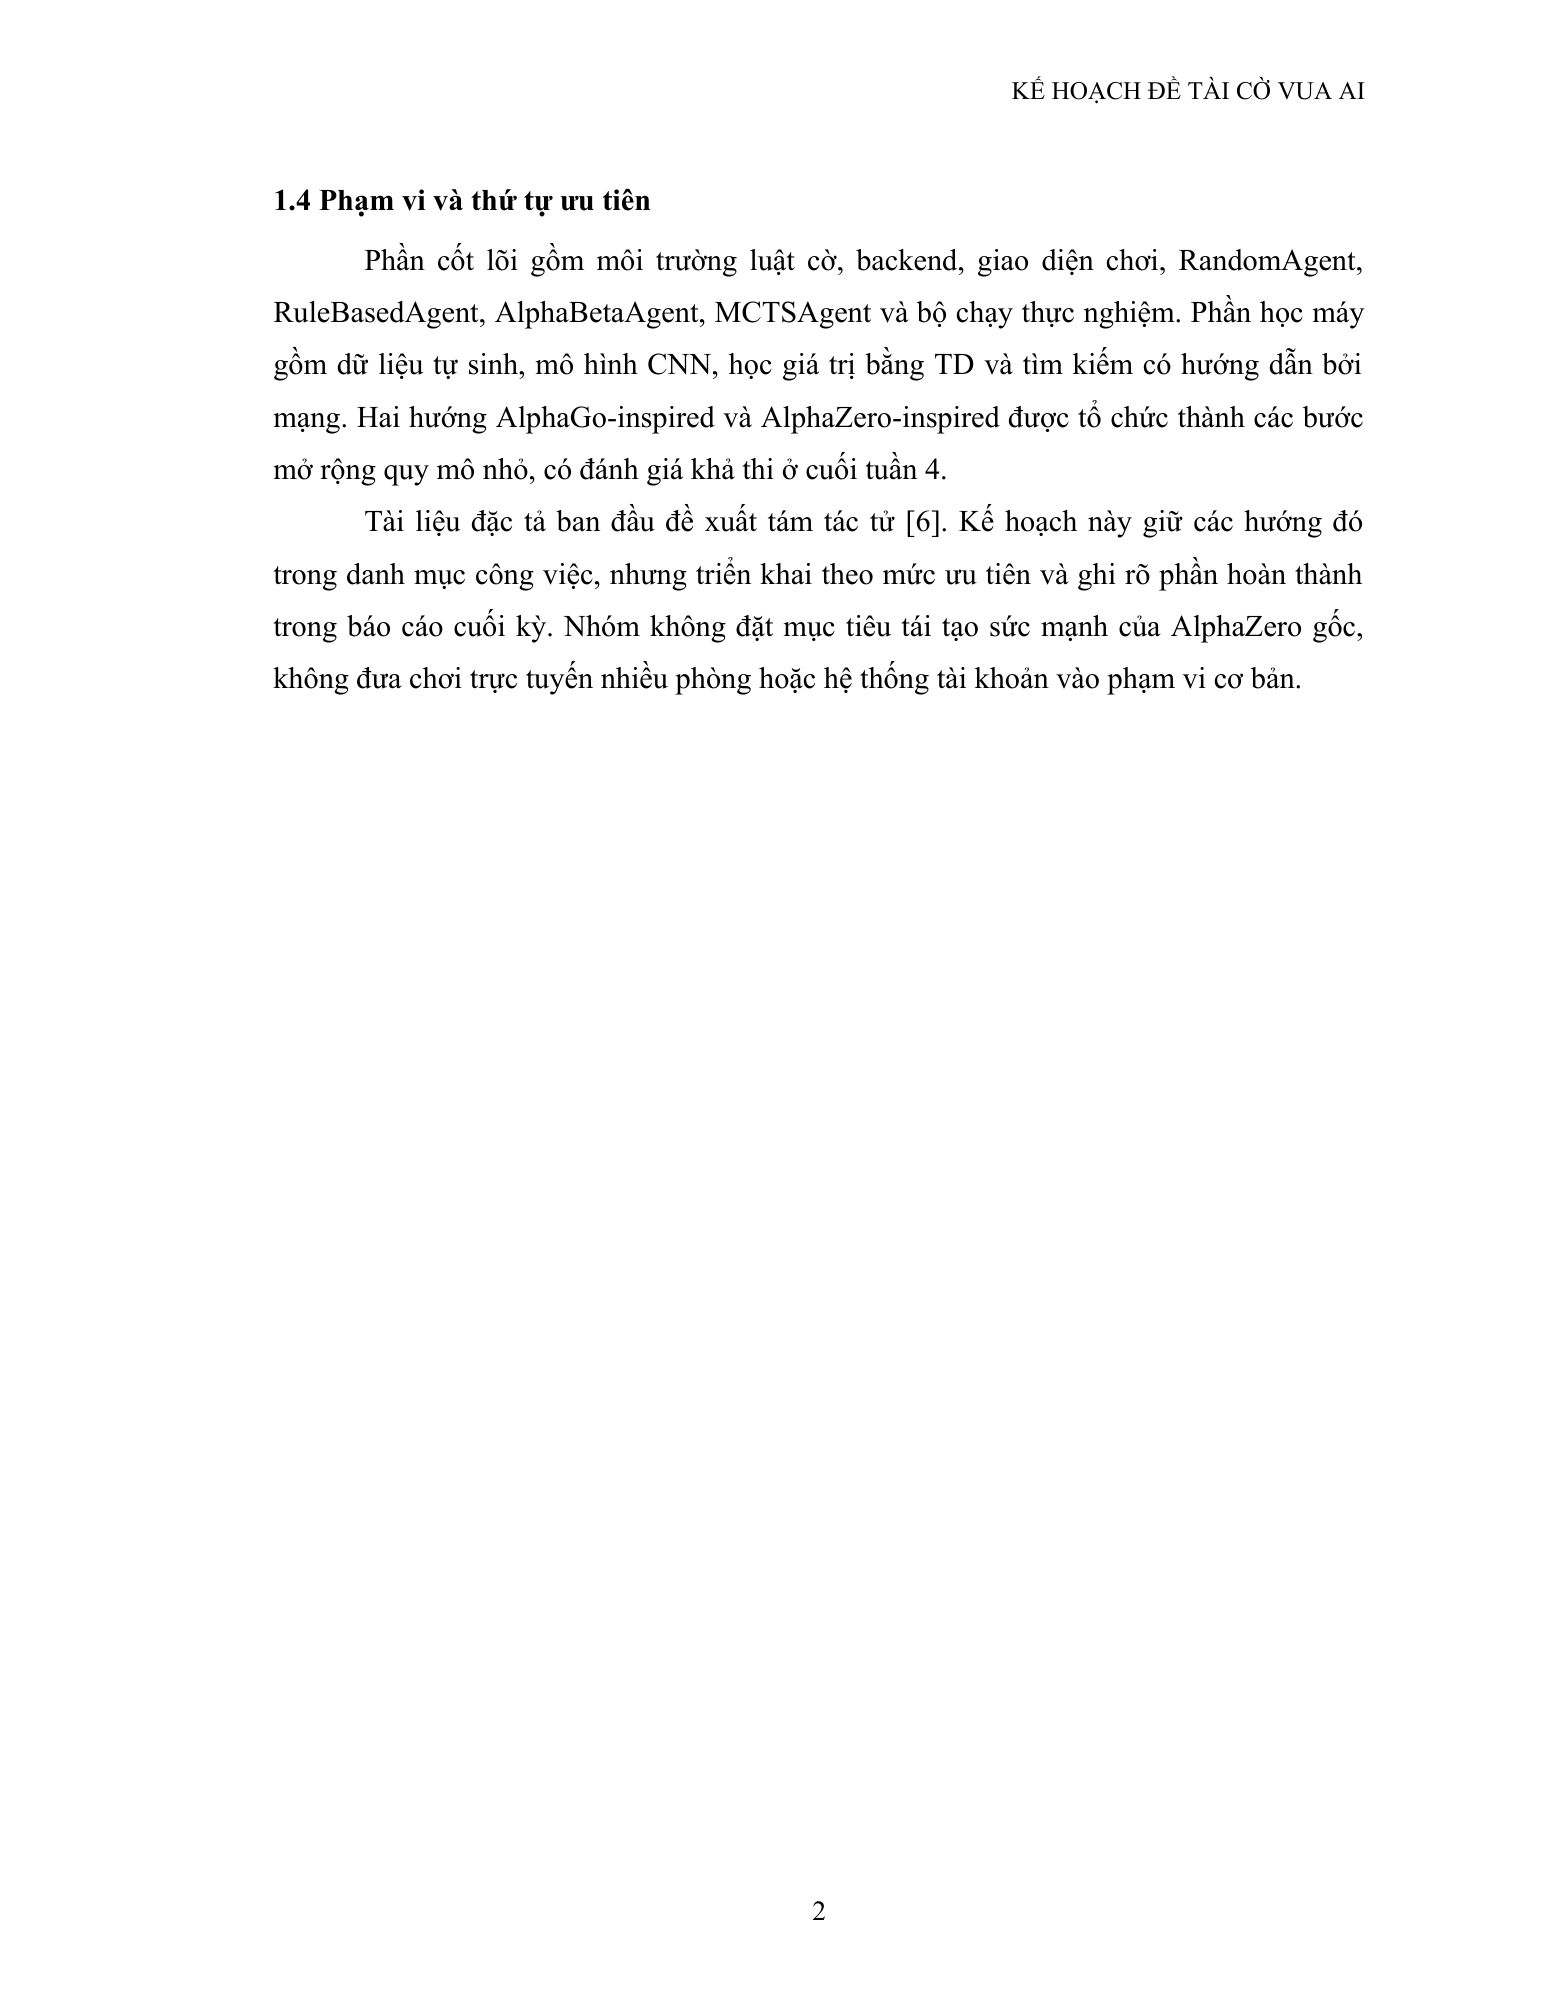 KẾ HOẠCH ĐỀ TÀI CỜ VUA AI
1.4 Phạm vi và thứ tự ưu tiên
Phần cốt lõi gồm môi trường luật cờ, backend, giao diện chơi, RandomAgent,
RuleBasedAgent, AlphaBetaAgent, MCTSAgent và bộ chạy thực nghiệm. Phần học máy
gồm dữ liệu tự sinh, mô hình CNN, học giá trị bằng TD và tìm kiếm có hướng dẫn bởi
mạng. Hai hướng AlphaGo-inspired và AlphaZero-inspired được tổ chức thành các bước
mở rộng quy mô nhỏ, có đánh giá khả thi ở cuối tuần 4.
Tài liệu đặc tả ban đầu đề xuất tám tác tử [6]. Kế hoạch này giữ các hướng đó
trong danh mục công việc, nhưng triển khai theo mức ưu tiên và ghi rõ phần hoàn thành
trong báo cáo cuối kỳ. Nhóm không đặt mục tiêu tái tạo sức mạnh của AlphaZero gốc,
không đưa chơi trực tuyến nhiều phòng hoặc hệ thống tài khoản vào phạm vi cơ bản.
2